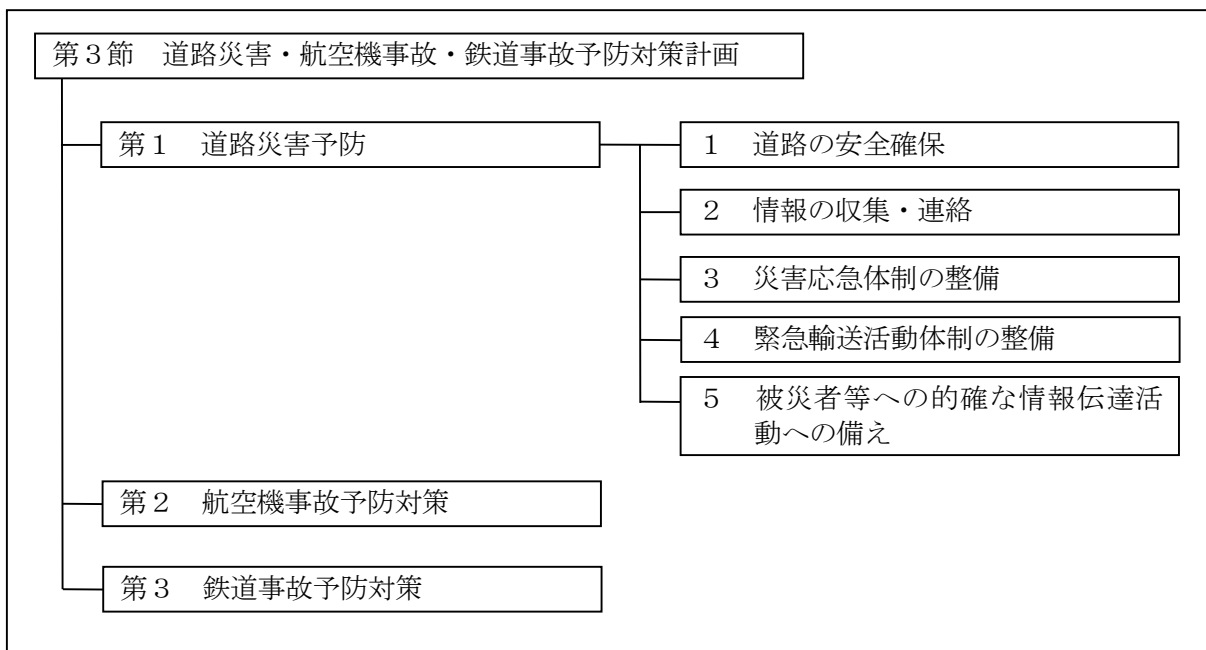 第３節　道路災害・航空機事故・鉄道事故予防対策計画
第１　道路災害予防
１　道路の安全確保
２　情報の収集・連絡
３　災害応急体制の整備
４　緊急輸送活動体制の整備
５　被災者等への的確な情報伝達活
動への備え
第２　航空機事故予防対策
第３　鉄道事故予防対策